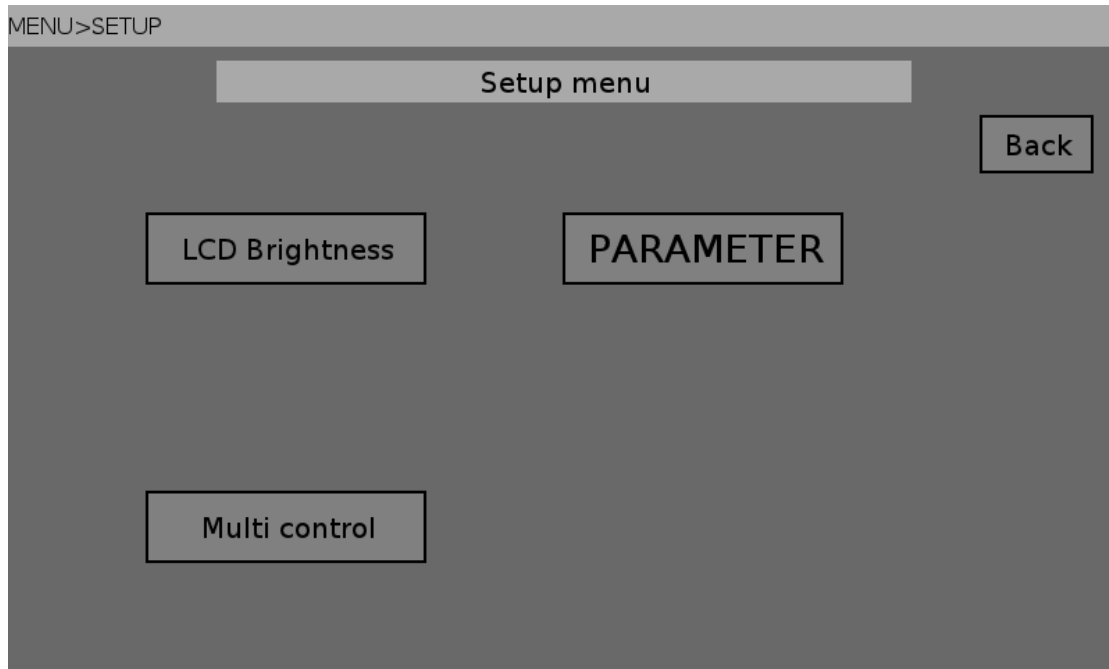 MENU>SETUP
Setup menu
Back
LCD Brightness
PARAMETER
Multi control